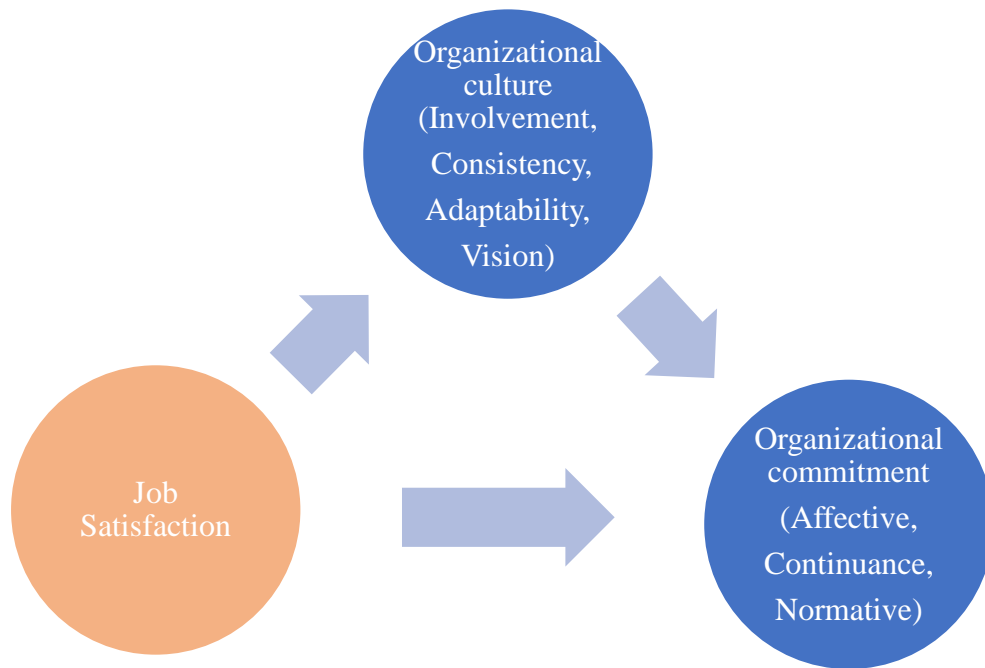 Organizational
culture
(Involvement,
Consistency,
Adaptability,
Vision)
Job
Satisfaction
Organizational
commitment
(Affective,
Continuance,
Normative)